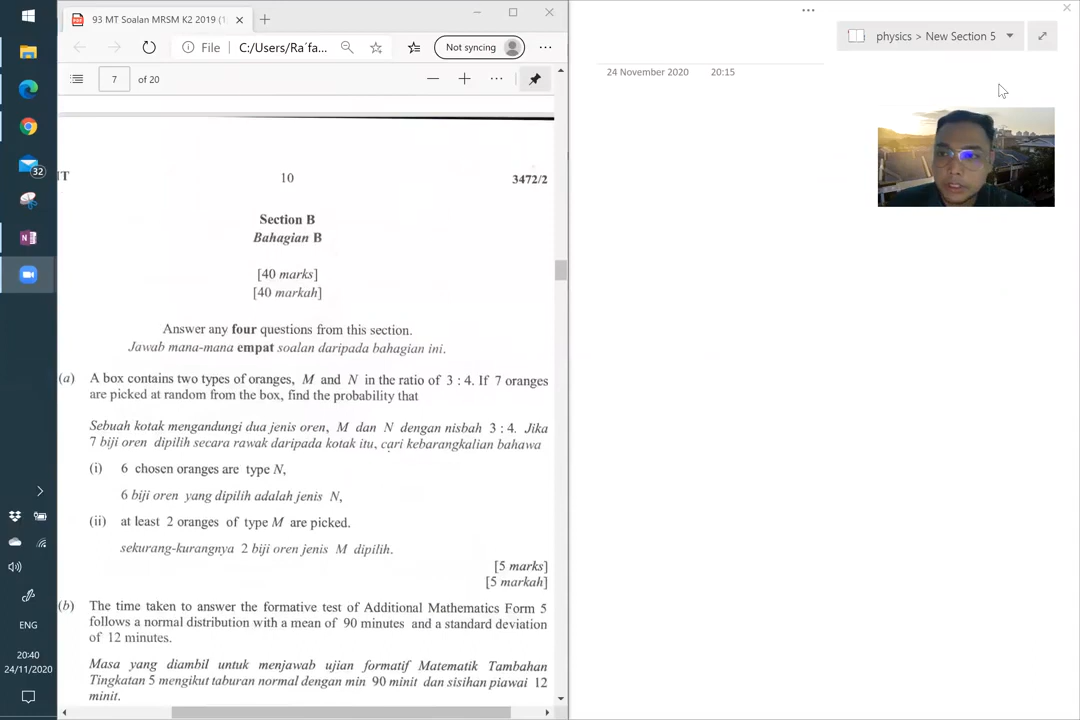 93 MT Soalan MRSM K2 2019 (1
File
C:/Users/Ra´fa...
Not syncing
7
of 20
physics > New Section 5
24 November 2020
20:15
10
3472/2
Section B
Bahagian B
[40 marks]
[40 markah]
Answer any four questions from this section.
Jawab mana-mana empat soalan daripada bahagian ini.
(a) A box contains two types of oranges, M and N in the ratio of 3 : 4. If 7 oranges
are picked at random from the box, find the probability that
Sebuah kotak mengandungi dua jenis oren, M dan N dengan nisbah 3 : 4. Jika
7 biji oren dipilih secara rawak daripada kotak itu, cari kebarangkalian bahawa
(i) 6 chosen oranges are type N,
6 biji oren yang dipilih adalah jenis N,
(ii) at least 2 oranges of type M are picked.
sekurang-kurangnya 2 biji oren jenis M dipilih.
[5 marks]
[5 markah]
(b) The time taken to answer the formative test of Additional Mathematics Form 5
follows a normal distribution with a mean of 90 minutes and a standard deviation
of 12 minutes.
Masa yang diambil untuk menjawab ujian formatif Matematik Tambahan
Tingkatan 5 mengikut taburan normal dengan min 90 minit dan sisihan piawai 12
minit.
32
ENG
20:40
24/11/2020